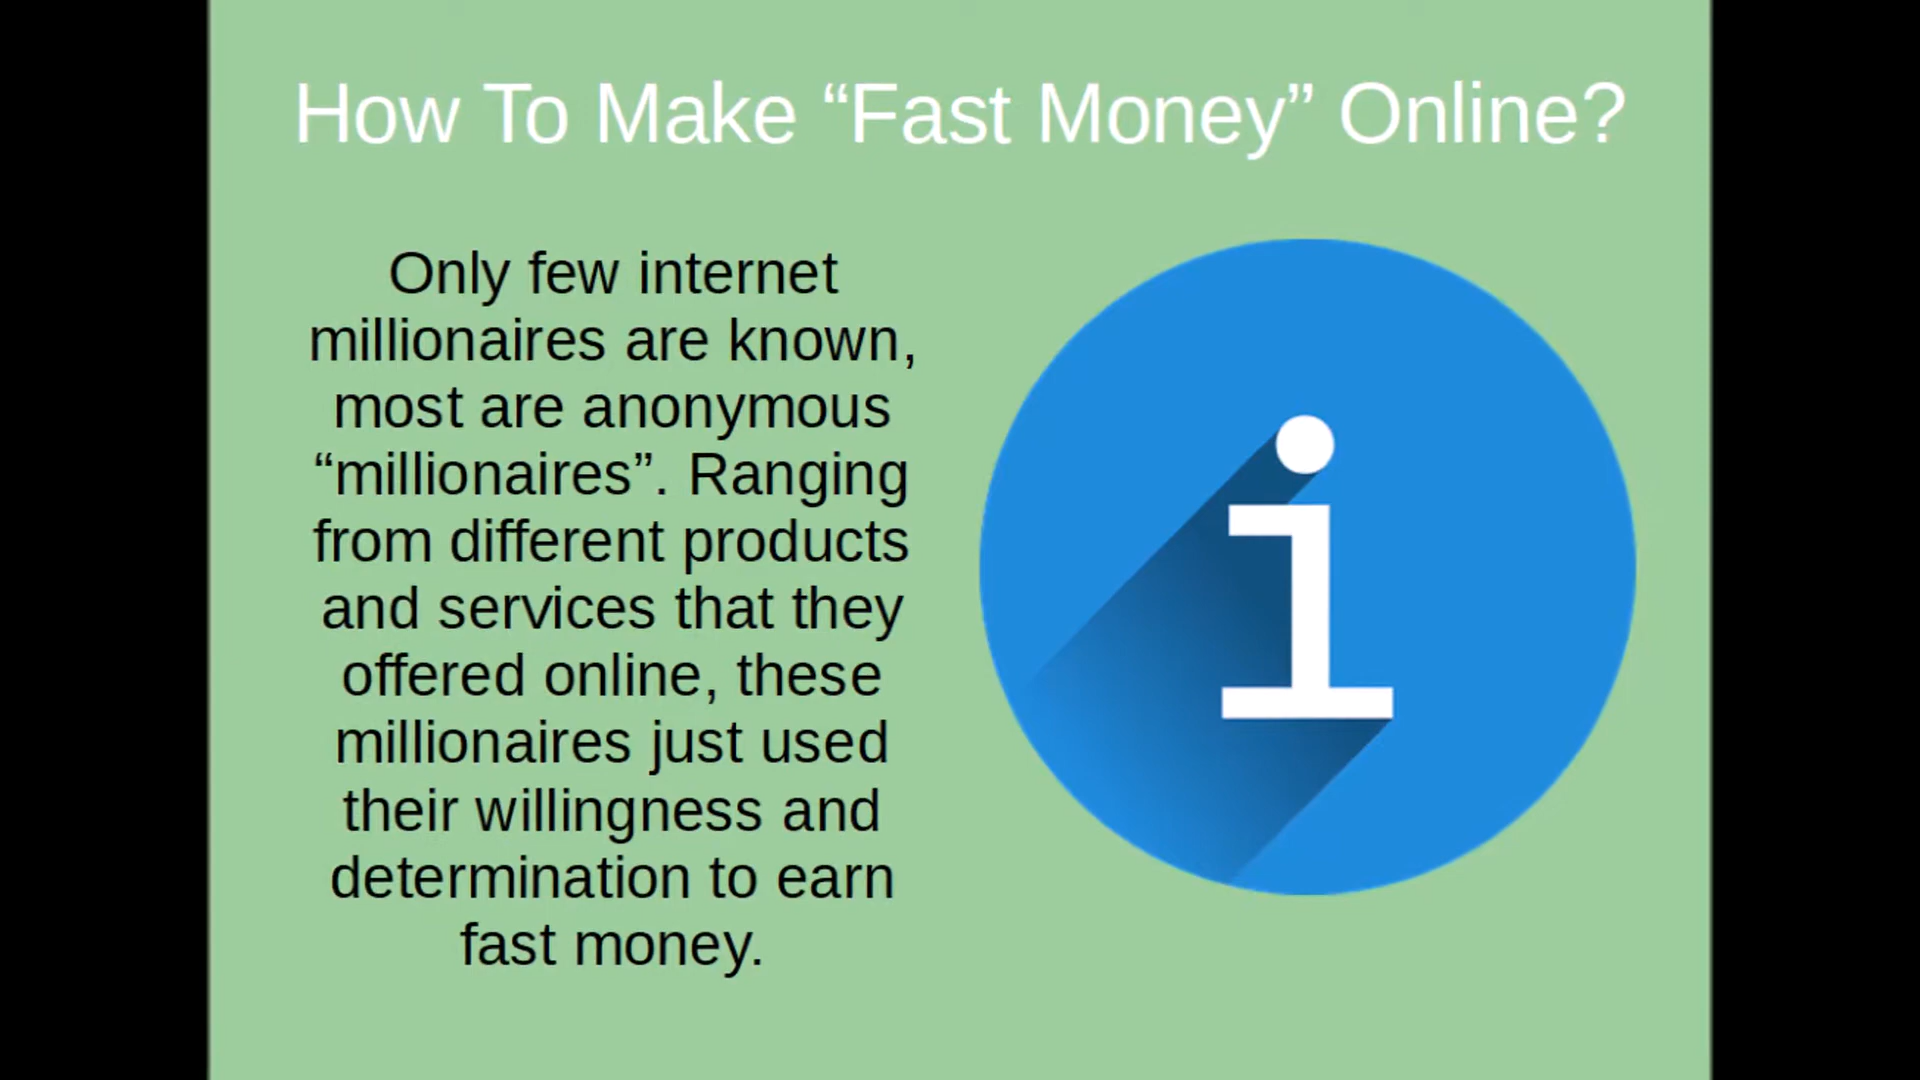 How To Make “Fast Money” Online?
Only few internet
millionaires are known,
most are anonymous
“millionaires”. Ranging
from different products
and services that they
offered online, these
millionaires just used
their willingness and
determination to earn
fast money.
i